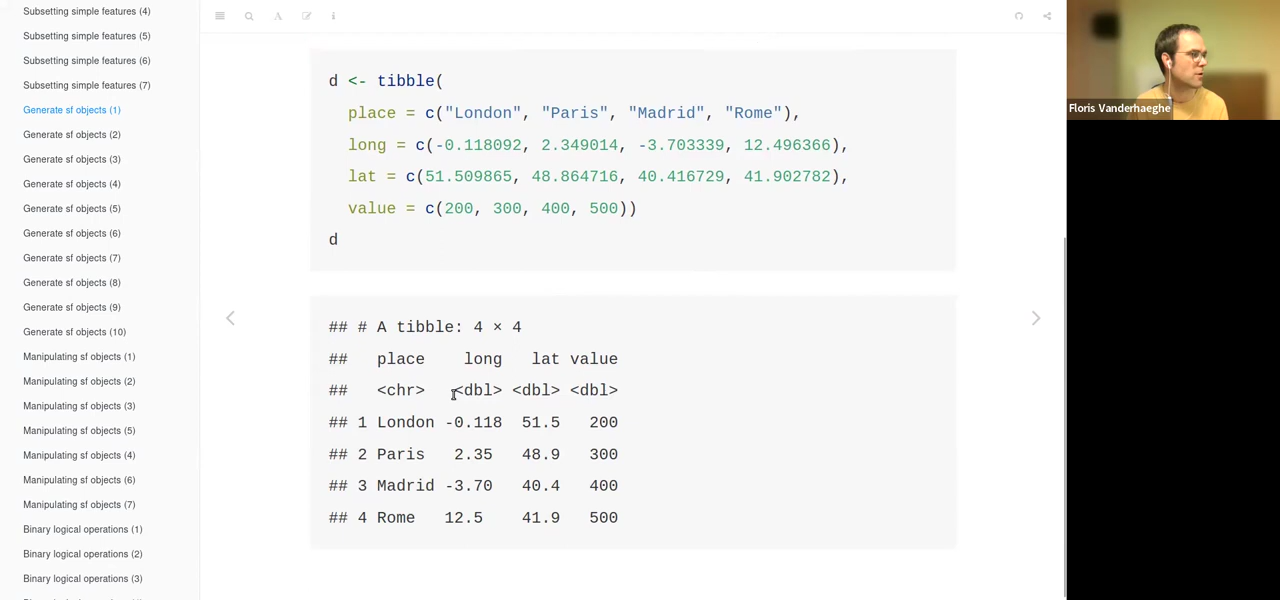 Subsetting simple features (4)
Subsetting simple features (5)
Subsetting simple features (6)
Subsetting simple features (7)
Generate sf objects (1)
Generate sf objects (2)
Generate sf objects (3)
Generate sf objects (4)
Generate sf objects (5)
Generate sf objects (6)
Generate sf objects (7)
Generate sf objects (8)
Generate sf objects (9)
Generate sf objects (10)
Manipulating sf objects (1)
Manipulating sf objects (2)
Manipulating sf objects (3)
Manipulating sf objects (5)
Manipulating sf objects (4)
Manipulating sf objects (6)
Manipulating sf objects (7)
Binary logical operations (1)
Binary logical operations (2)
Binary logical operations (3)
A
d <- tibble(
place = c("London", "Paris", "Madrid", "Rome"),
long = c(-0.118092, 2.349014, -3.703339, 12.496366),
lat = c(51.509865, 48.864716, 40.416729, 41.902782),
value = c(200, 300, 400, 500))
d
## # A tibble: 4 × 4
## place long lat value
## <chr> <dbl> <dbl> <dbl>
## 1 London -0.118 51.5 200
## 2 Paris 2.35 48.9 300
## 3 Madrid -3.70 40.4 400
## 4 Rome 12.5 41.9 500
Floris Vanderhaeghe